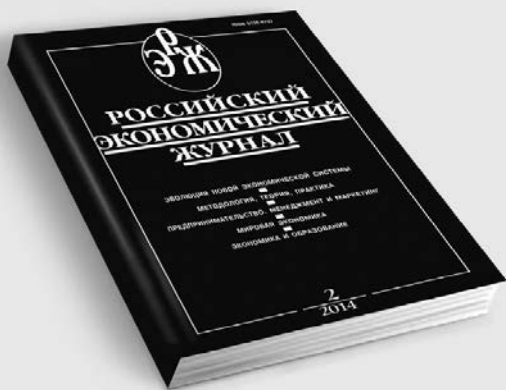 ЭРЖ
РОССИЙСКИЙ
ЭКОНОМИЧЕСКИЙ
ЖУРНАЛ
ЭВОЛЮЦИЯ НОВОЙ ЭКОНОМИЧЕСКОЙ СИСТЕМЫ
МЕТОДОЛОГИЯ, ТЕОРИЯ, ПРАКТИКА
ПРЕДПРИНИМАТЕЛЬСТВО, МЕНЕДЖМЕНТ И МАРКЕТИНГ
МИРОВАЯ ЭКОНОМИКА
ЭКОНОМИКА И ОБРАЗОВАНИЕ
2
2014